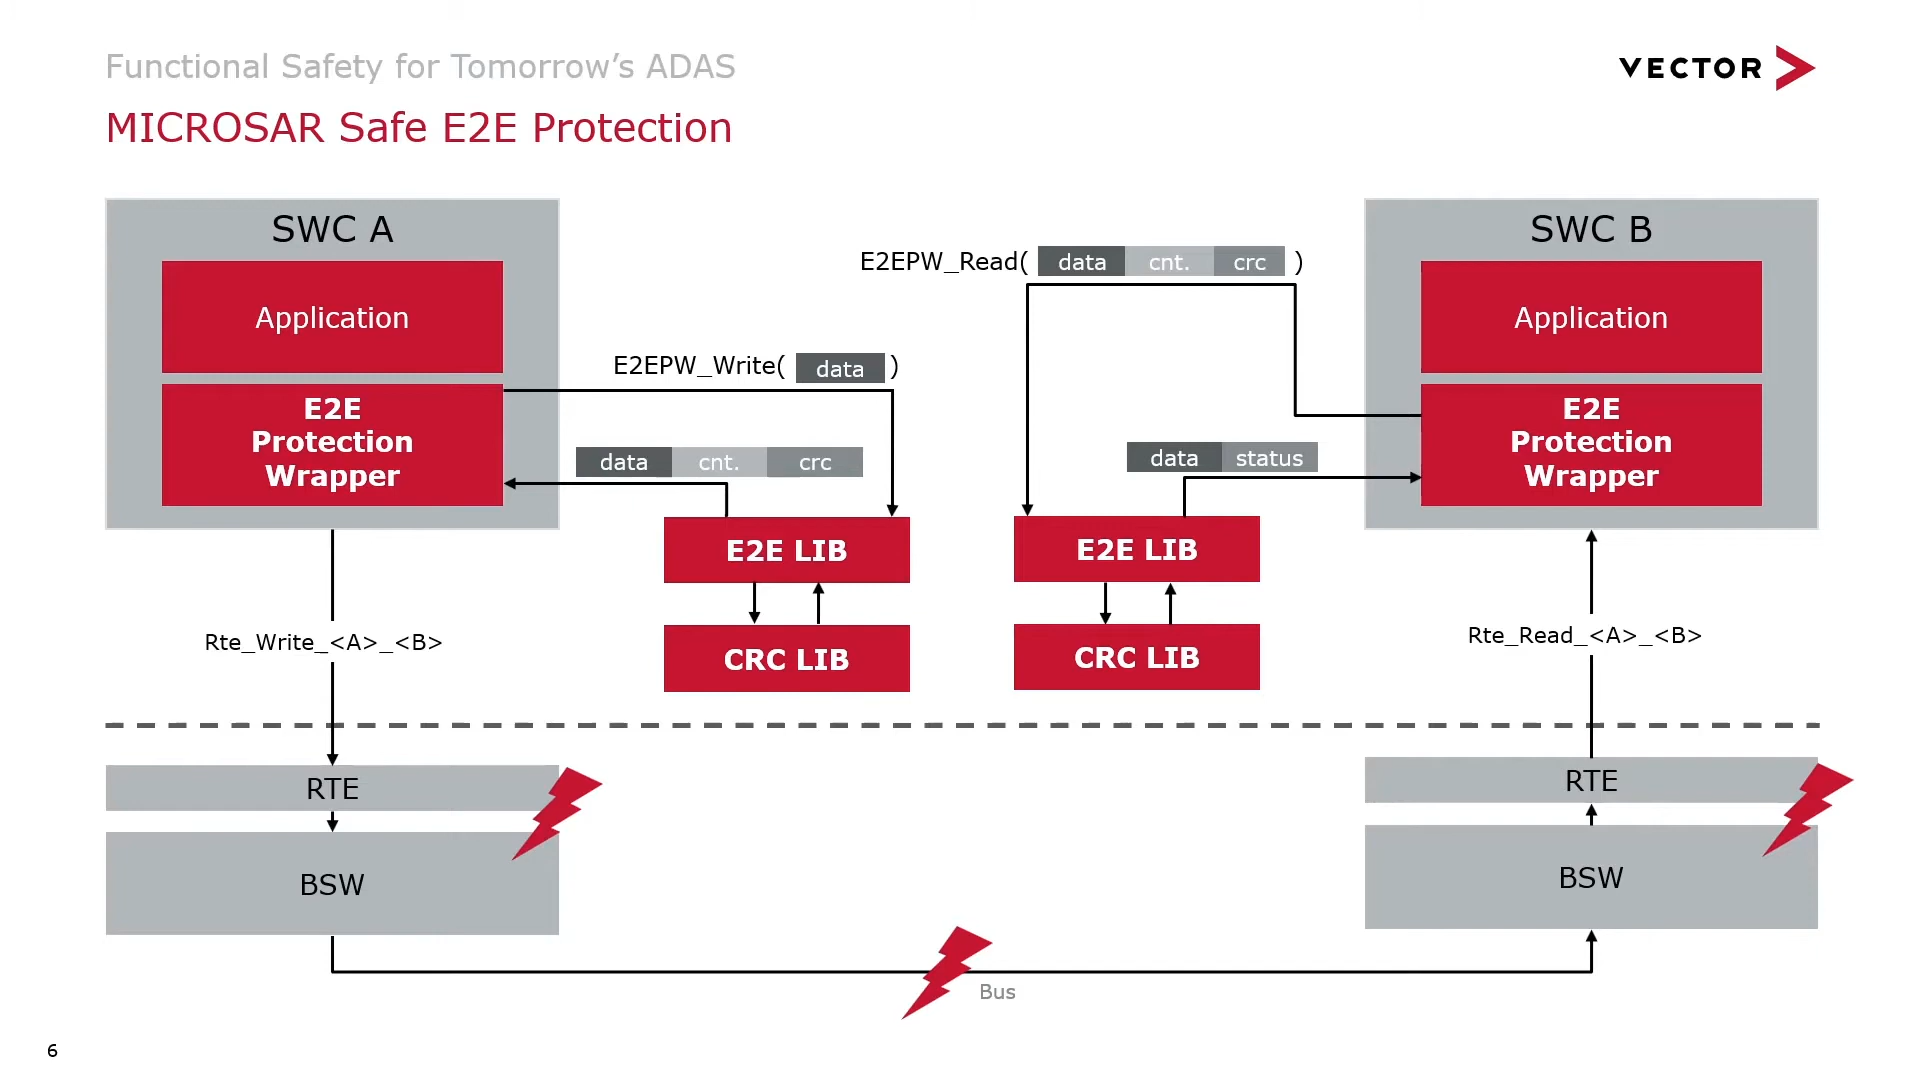 Functional Safety for Tomorrow’s ADAS
VECTOR
MICROSAR Safe E2E Protection
SWC A
Application
E2E
Protection
Wrapper
E2EPW_Write( data )
data cnt. crc
E2E LIB
CRC LIB
Rte_Write_<A>_<B>
E2EPW_Read( data cnt. crc )
data status
E2E LIB
CRC LIB
SWC B
Application
E2E
Protection
Wrapper
Rte_Read_<A>_<B>
RTE
BSW
RTE
BSW
Bus
6